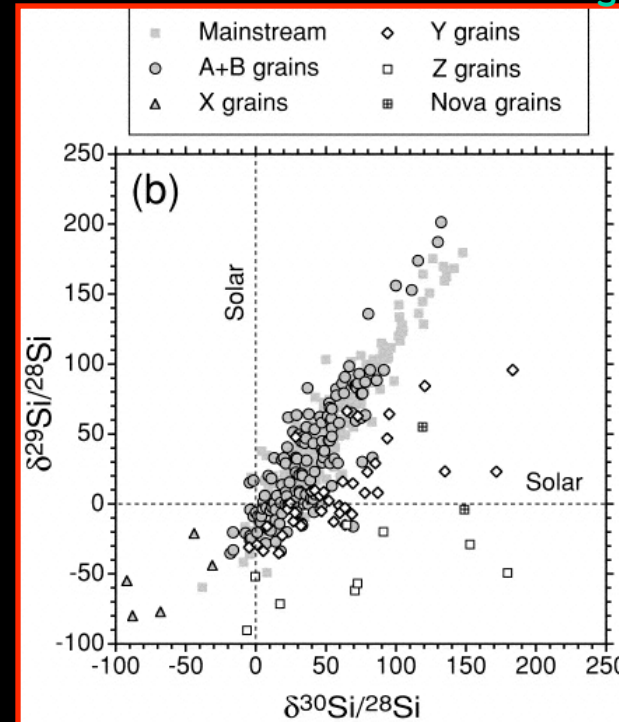 g
Mainstream
Y grains
A+B grains
Z grains
X grains
Nova grains
250
(b)
200
Solar
150
100
50
Solar
0
-50
-100
-100 -50 0 50 100 150 200 250
δ29Si/28Si
δ30Si/28Si